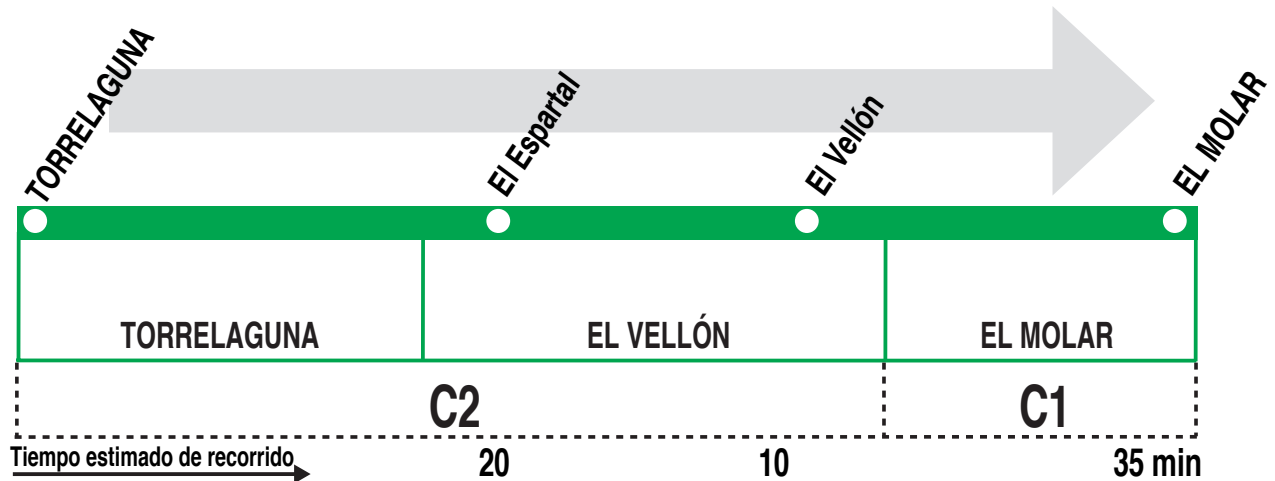 TORRELAGUNA
El Espartal
El Vellón
EL MOLAR
TORRELAGUNA
EL VELLÓN
EL MOLAR
C2
C1
Tiempo estimado de recorrido
20
10
35 min